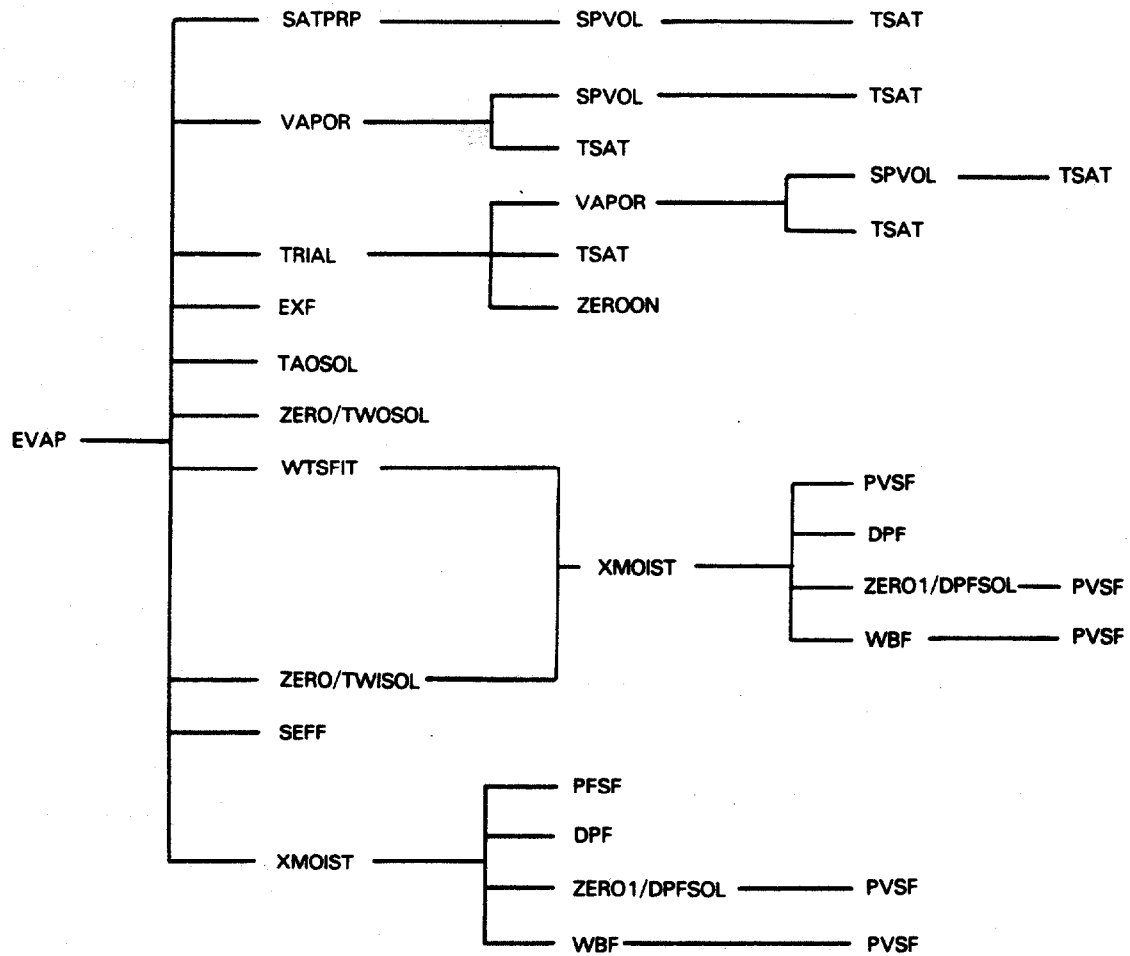 SATPRP SPVOL TSAT
SPVOL TSAT
VAPOR
TSAT
SPVOL TSAT
VAPOR
TSAT
TRIAL TSAT
EXF ZEROON
TAOSOL
ZERO/TWOSOL
EVAP
WTSFIT
PVSF
DPF
XMOIST
ZERO1/DPFSOL PVSF
WBF PVSF
ZERO/TWISOL
SEFF
PFSF
DPF
XMOIST
ZERO1/DPFSOL PVSF
WBF PVSF